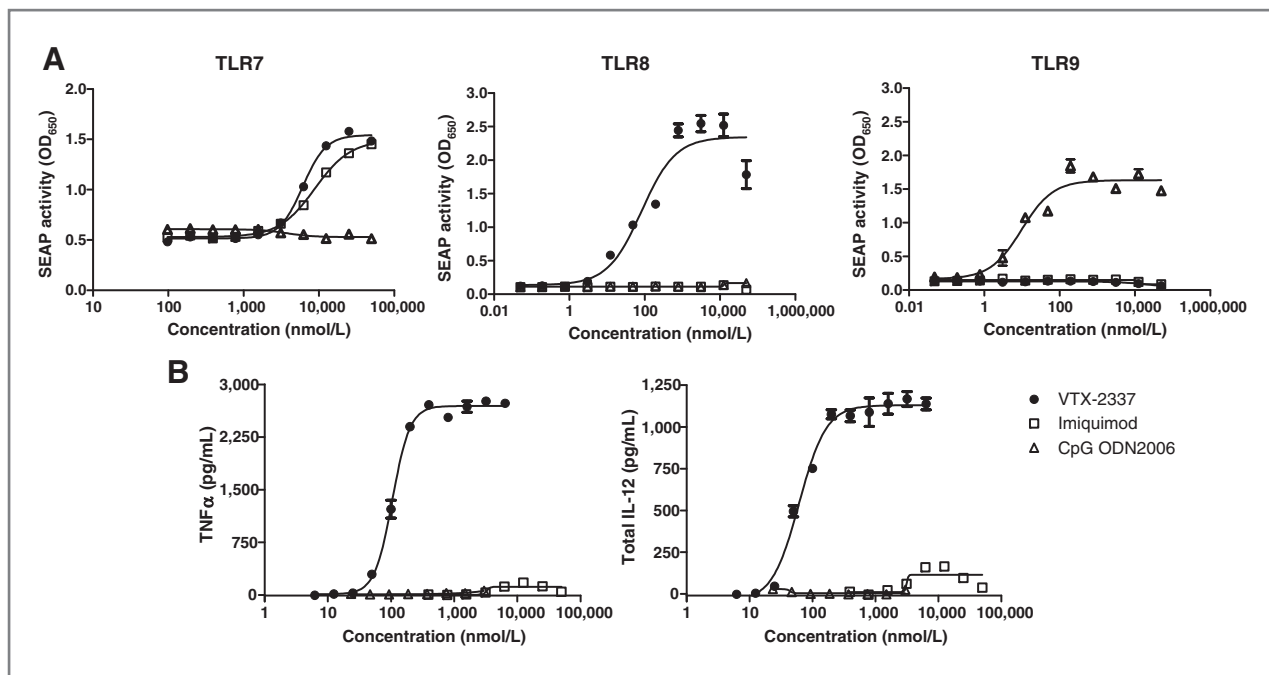 A
TLR7
TLR8
TLR9
SEAP activity (OD650)
2.0
1.5
1.0
0.5
0.0
10 100 1,000 10,000 100,000
Concentration (nmol/L)
SEAP activity (OD650)
3.0
2.5
2.0
1.5
1.0
0.5
0.0
0.01 1 100 10,000 1,000,000
Concentration (nmol/L)
SEAP activity (OD650)
3.0
2.5
2.0
1.5
1.0
0.5
0.0
0.01 1 100 10,000 1,000,000
Concentration (nmol/L)
B
TNFα (pg/mL)
3,000
2,250
1,500
750
0
1 10 100 1,000 10,000 100,000
Concentration (nmol/L)
Total IL-12 (pg/mL)
1,250
1,000
750
500
250
0
1 10 100 1,000 10,000 100,000
Concentration (nmol/L)
VTX-2337
Imiquimod
CpG ODN2006